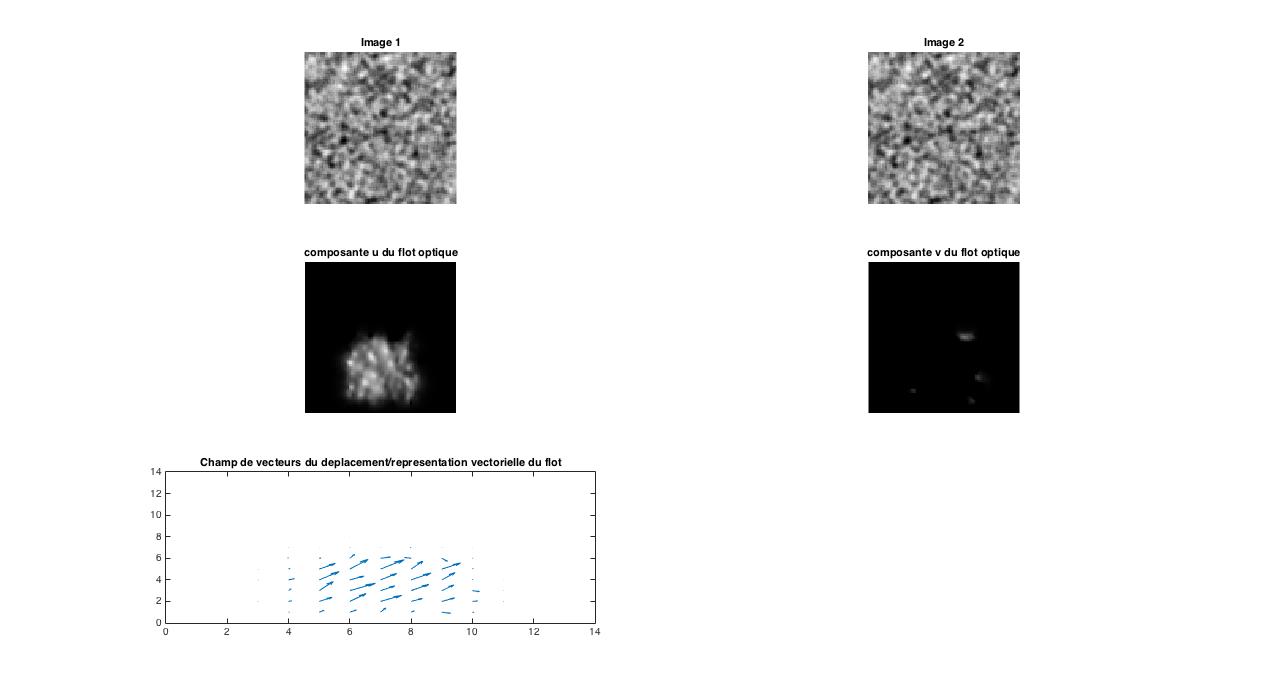 Image 1
Image 2
composante u du flot optique
composante v du flot optique
Champ de vecteurs du deplacement/representation vectorielle du flot
14
12
10
8
6
4
2
0
0 2 4 6 8 10 12 14